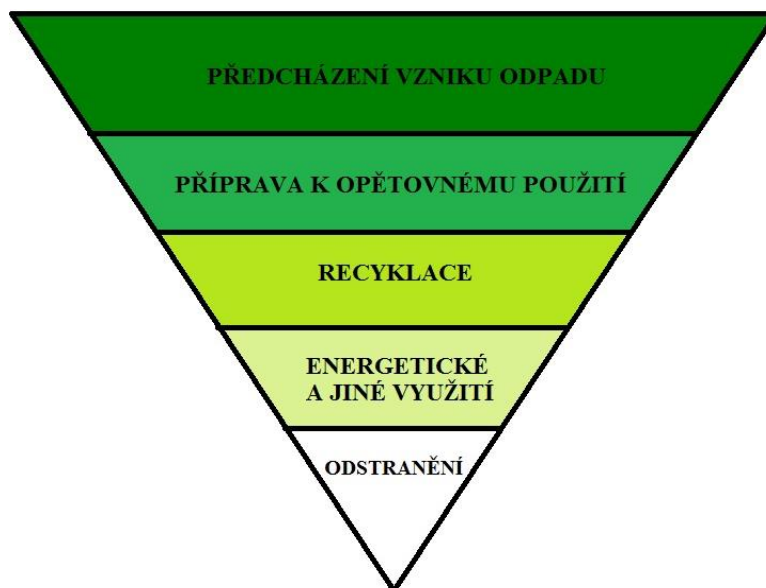 PŘEDCHÁZENÍ VZNIKU ODPADU
PŘÍPRAVA K OPĚTOVNÉMU POUŽITÍ
RECYKLACE
ENERGETICKÉ
A JINÉ VYUŽITÍ
ODSTRANĚNÍ